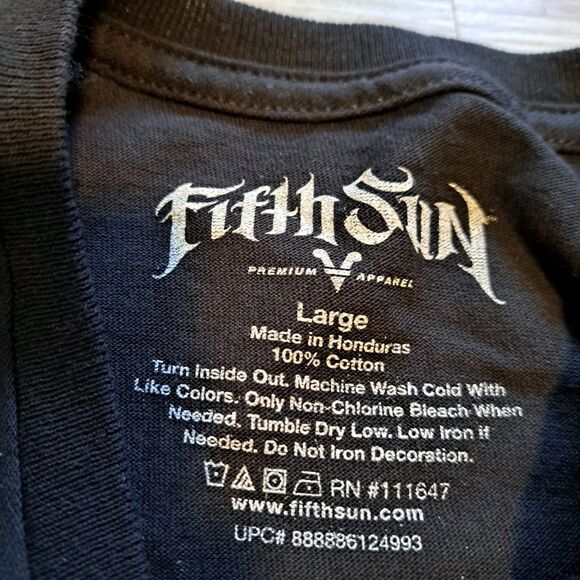 Fifth Sun
PREMIUM APPAREL
Large
Made in Honduras
100% Cotton
Turn Inside Out. Machine Wash Cold With
Like Colors. Only Non-Chlorine Bleach When
Needed. Tumble Dry Low. Low Iron if
Needed. Do Not Iron Decoration.
RN #111647
www.fifthsun.com
UPC# 888886124993